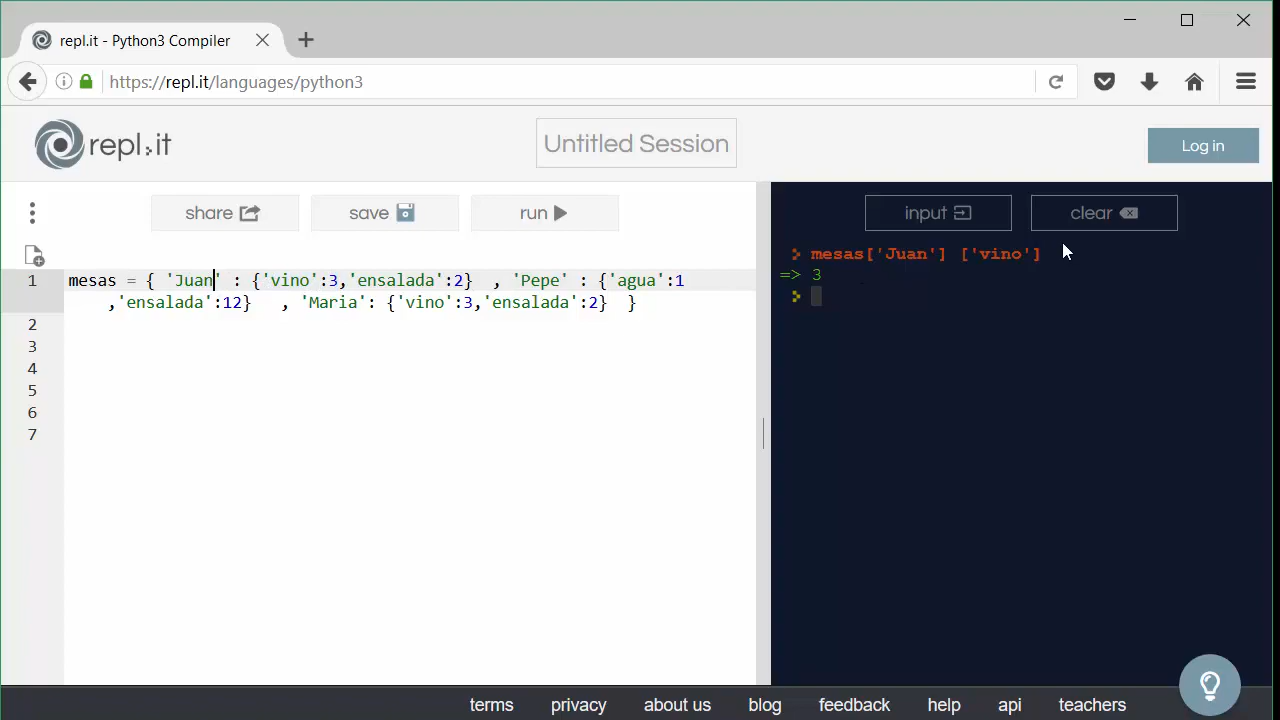 repl.it - Python3 Compiler
https://repl.it/languages/python3
repl.it
Untitled Session
Log in
share
save
run
input
clear
1 mesas = { 'Juan' : {'vino':3,'ensalada':2}  , 'Pepe' : {'agua':1
,'ensalada':12}   , 'Maria': {'vino':3,'ensalada':2}  }
2
3
4
5
6
7
mesas['Juan'] ['vino']
=> 3
terms
privacy
about us
blog
feedback
help
api
teachers